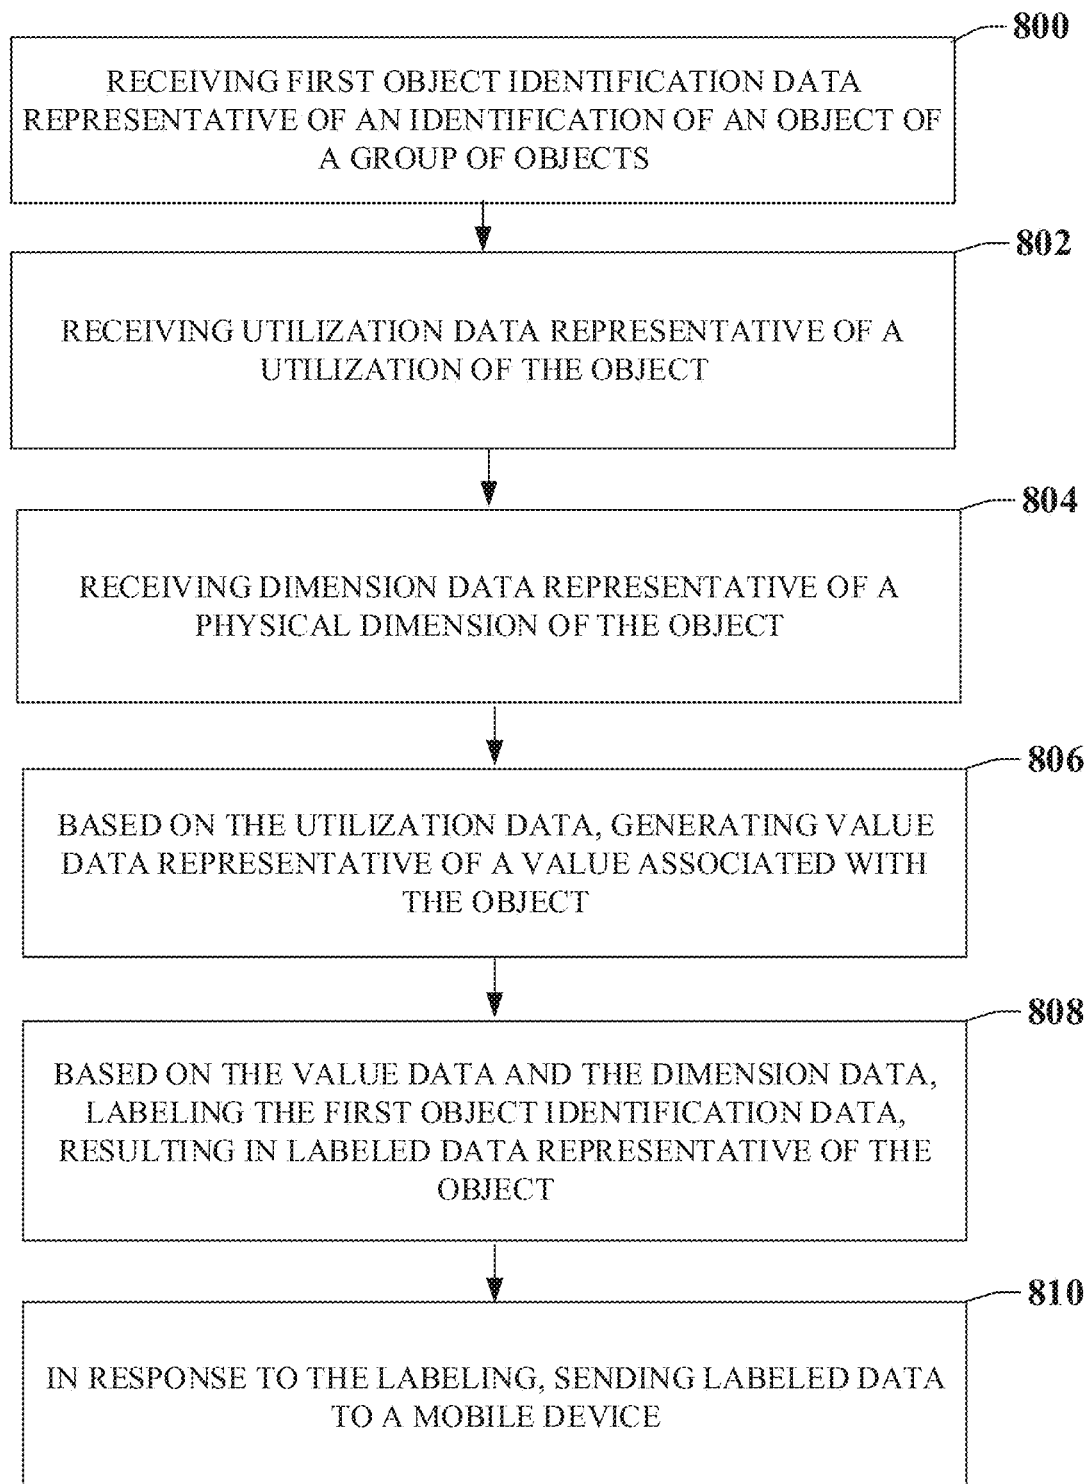 800
RECEIVING FIRST OBJECT IDENTIFICATION DATA
REPRESENTATIVE OF AN IDENTIFICATION OF AN OBJECT OF
A GROUP OF OBJECTS
802
RECEIVING UTILIZATION DATA REPRESENTATIVE OF A
UTILIZATION OF THE OBJECT
804
RECEIVING DIMENSION DATA REPRESENTATIVE OF A
PHYSICAL DIMENSION OF THE OBJECT
806
BASED ON THE UTILIZATION DATA, GENERATING VALUE
DATA REPRESENTATIVE OF A VALUE ASSOCIATED WITH
THE OBJECT
808
BASED ON THE VALUE DATA AND THE DIMENSION DATA,
LABELING THE FIRST OBJECT IDENTIFICATION DATA,
RESULTING IN LABELED DATA REPRESENTATIVE OF THE
OBJECT
810
IN RESPONSE TO THE LABELING, SENDING LABELED DATA
TO A MOBILE DEVICE